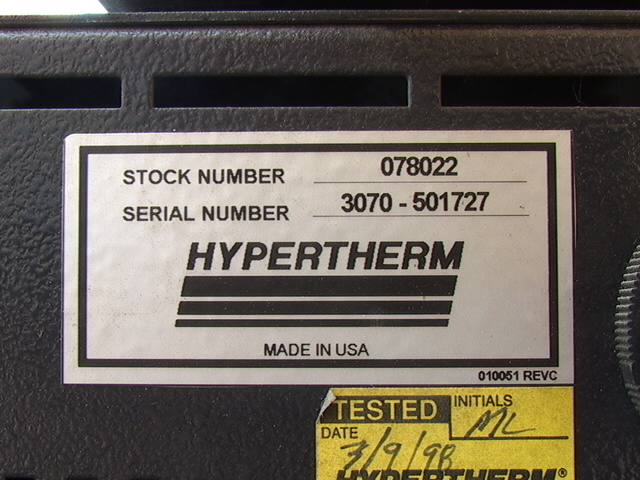 STOCK NUMBER 078022
SERIAL NUMBER 3070 - 501727
HYPERTHERM
MADE IN USA
010051 REVC
TESTED INITIALS
ML
DATE
3/9/98
HYPERTHERM®